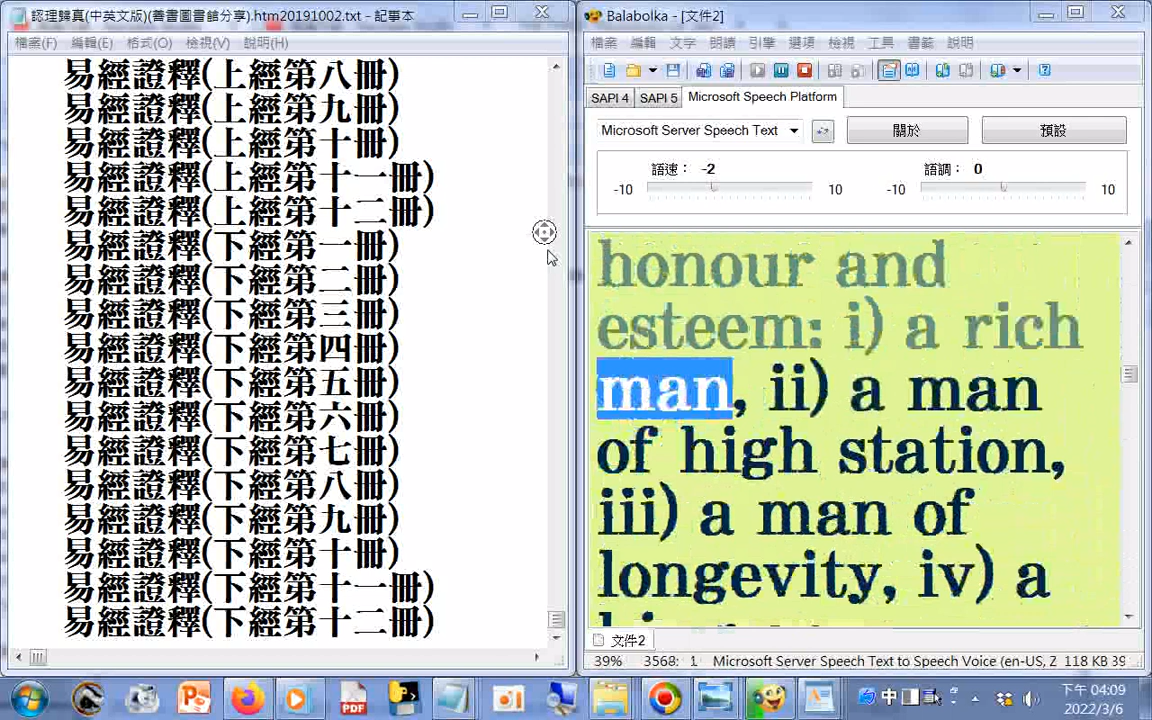 認理歸真(中英文版)(善書圖書館分享).htm20191002.txt - 記事本
檔案(F) 編輯(E) 格式(O) 檢視(V) 說明(H)
易經證釋(上經第八冊)
易經證釋(上經第九冊)
易經證釋(上經第十冊)
易經證釋(上經第十一冊)
易經證釋(上經第十二冊)
易經證釋(下經第一冊)
易經證釋(下經第二冊)
易經證釋(下經第三冊)
易經證釋(下經第四冊)
易經證釋(下經第五冊)
易經證釋(下經第六冊)
易經證釋(下經第七冊)
易經證釋(下經第八冊)
易經證釋(下經第九冊)
易經證釋(下經第十冊)
易經證釋(下經第十一冊)
易經證釋(下經第十二冊)
Balabolka - [文件2]
檔案 編輯 文字 朗讀 引擎 選項 檢視 工具 書籤 說明
SAPI 4 SAPI 5 Microsoft Speech Platform
Microsoft Server Speech Text 關於 預設
語速: -2 語調: 0
-10 10 -10 10
honour and
esteem: i) a rich
man, ii) a man
of high station,
iii) a man of
longevity, iv) a
文件2
39% 3568: 1 Microsoft Server Speech Text to Speech Voice (en-US, Z 118 KB 39
PDF
中
下午 04:09
2022/3/6